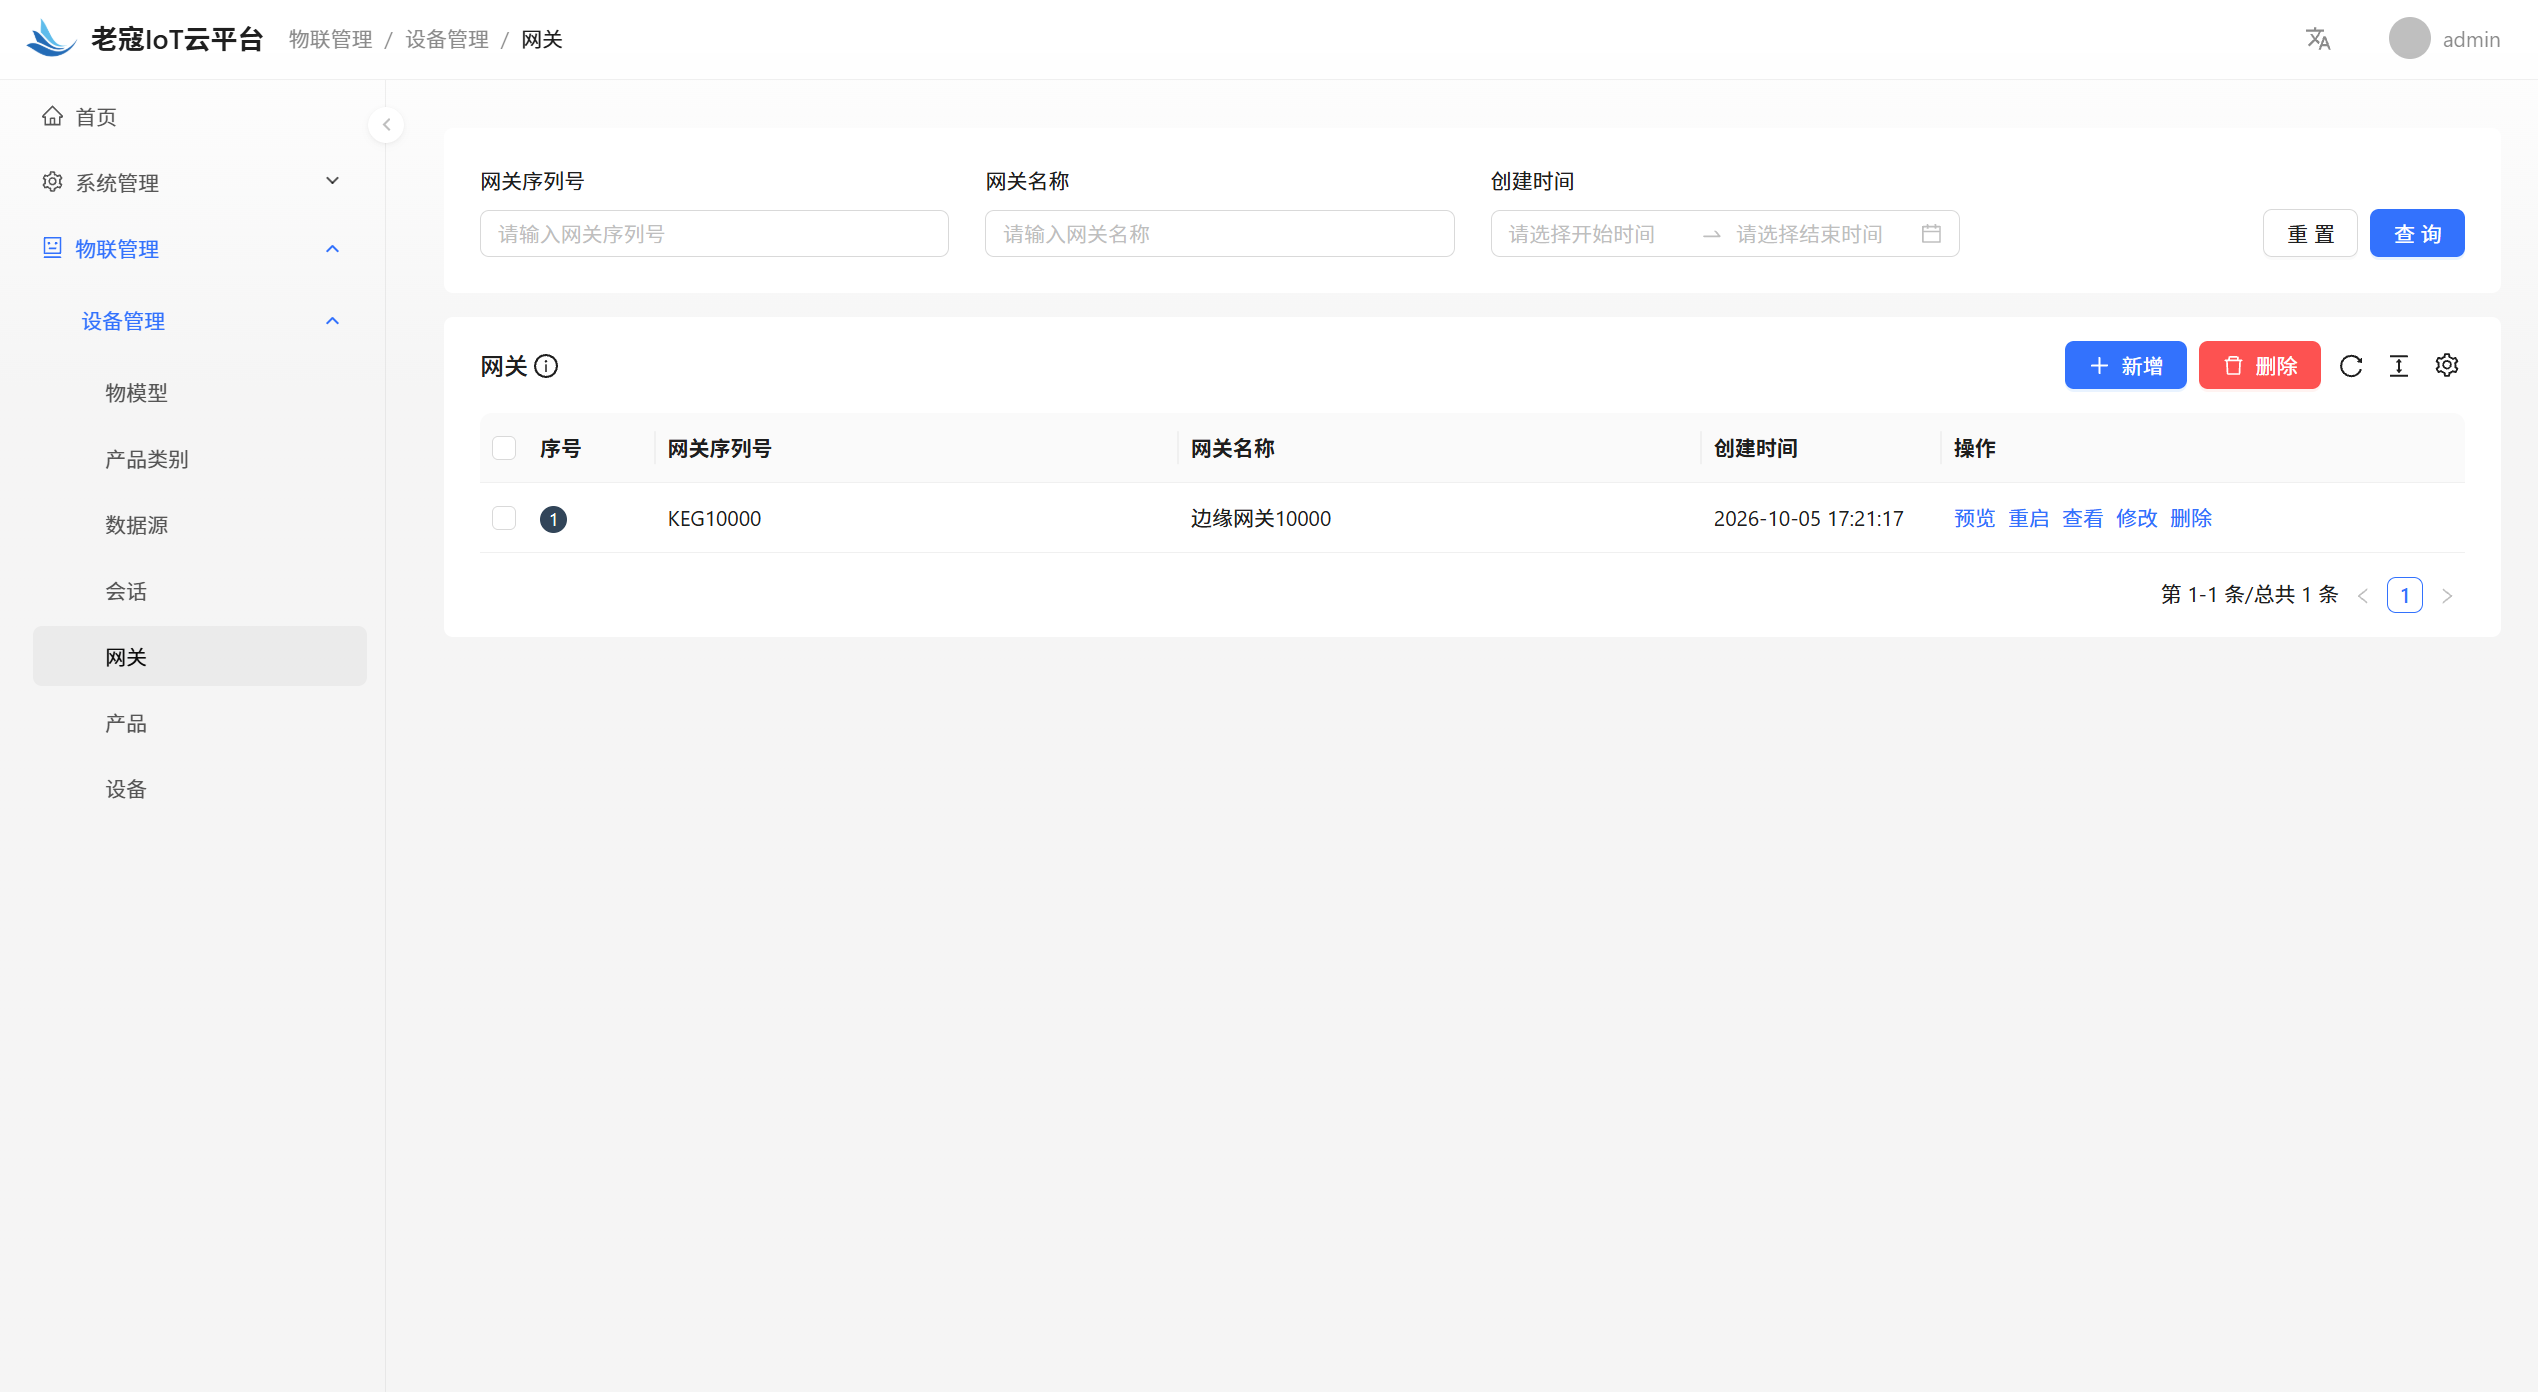 老寇IoT云平台
物联管理 / 设备管理 / 网关
admin
首页
系统管理
物联管理
设备管理
物模型
产品类别
数据源
会话
网关
产品
设备
网关序列号 网关名称 创建时间
请输入网关序列号 请输入网关名称 请选择开始时间 请选择结束时间 重 置 查 询
网关 新增 删除
序号 网关序列号 网关名称 创建时间 操作
1 KEG10000 边缘网关10000 2026-10-05 17:21:17 预览 重启 查看 修改 删除
第 1-1 条/总共 1 条 1